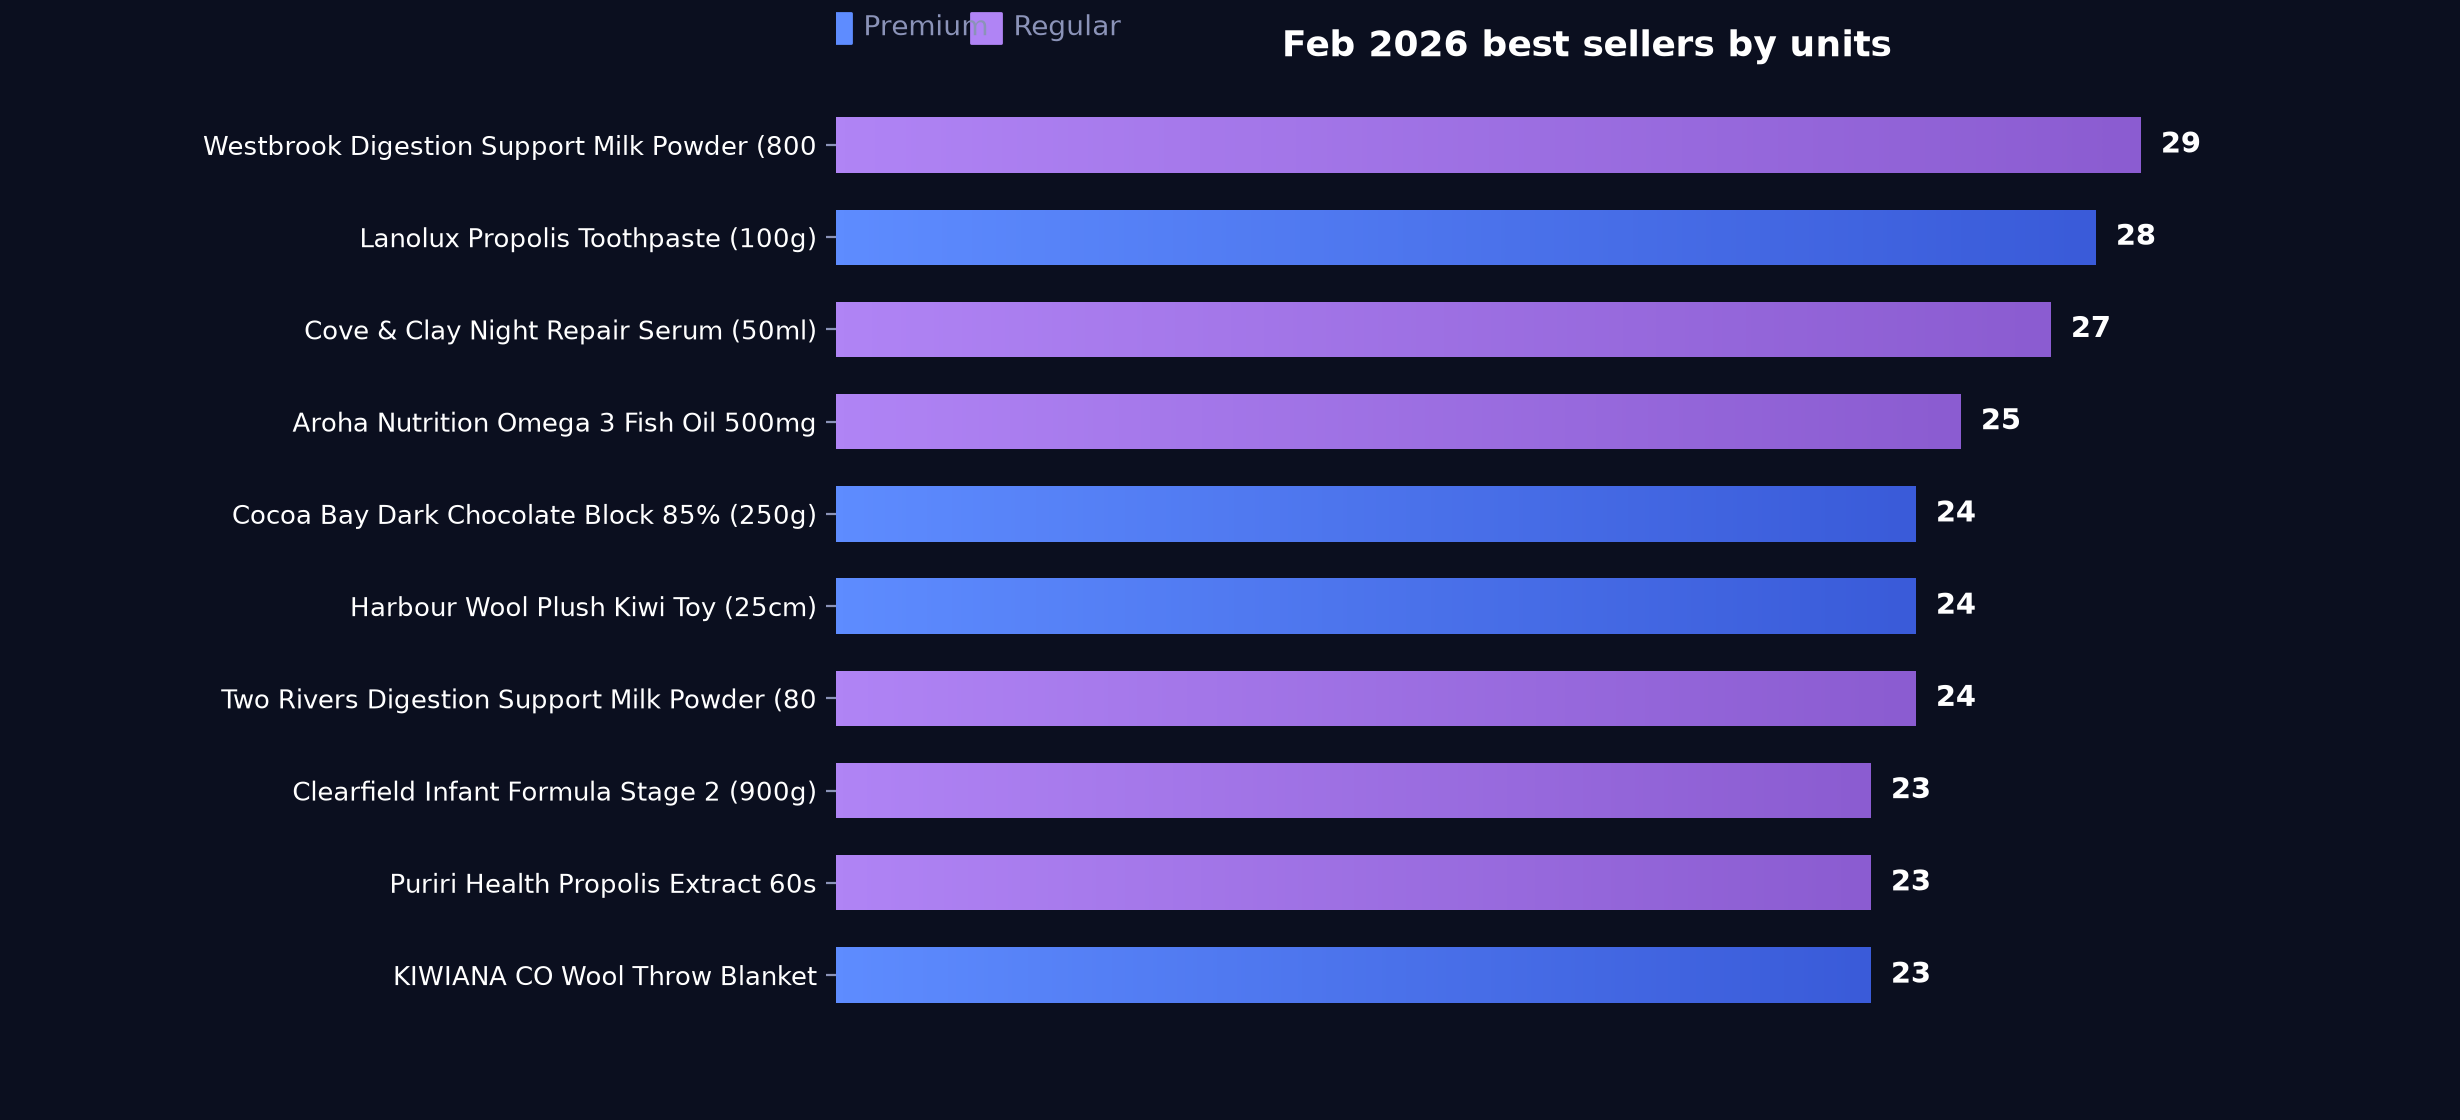 Premium Regular
Feb 2026 best sellers by units
Westbrook Digestion Support Milk Powder (800 29
Lanolux Propolis Toothpaste (100g) 28
Cove & Clay Night Repair Serum (50ml) 27
Aroha Nutrition Omega 3 Fish Oil 500mg 25
Cocoa Bay Dark Chocolate Block 85% (250g) 24
Harbour Wool Plush Kiwi Toy (25cm) 24
Two Rivers Digestion Support Milk Powder (80 24
Clearfield Infant Formula Stage 2 (900g) 23
Puriri Health Propolis Extract 60s 23
KIWIANA CO Wool Throw Blanket 23